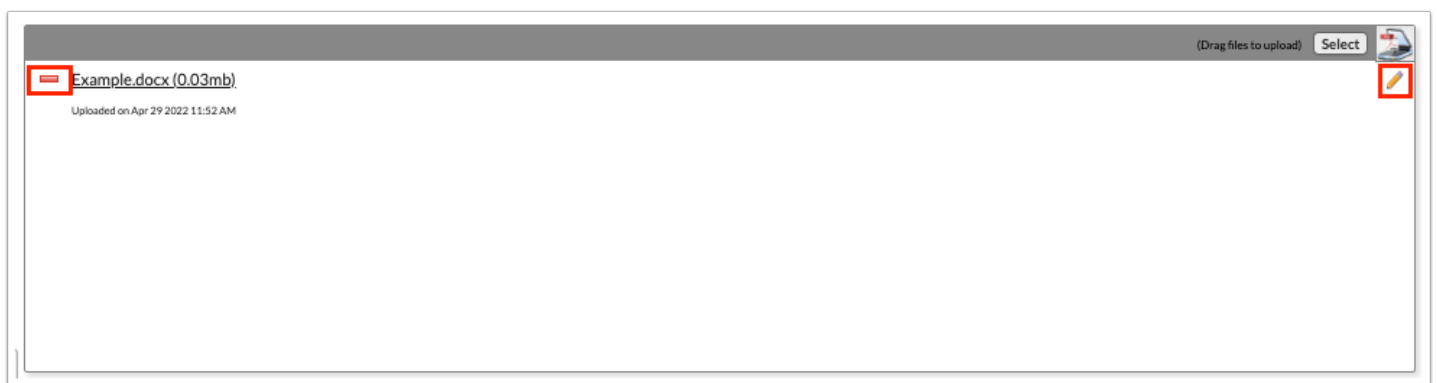 (Drag files to upload) Select
Example.docx (0.03mb)
Uploaded on Apr 29 2022 11:52 AM